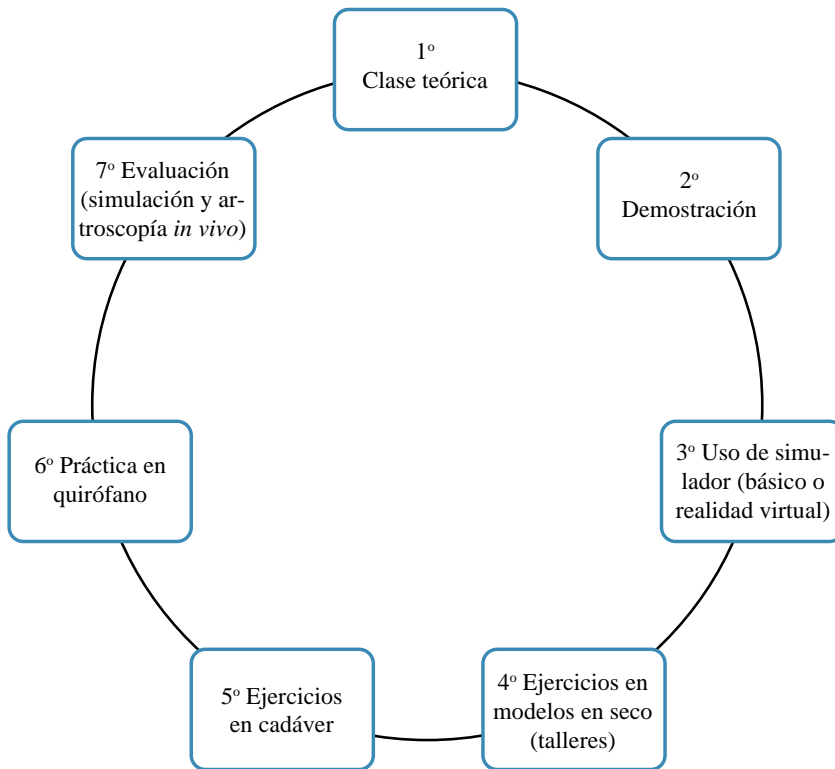 1º
Clase teórica
2º
Demostración
3º Uso de simu-
lador (básico o
realidad virtual)
4º Ejercicios en
modelos en seco
(talleres)
5º Ejercicios
en cadáver
6º Práctica en
quirófano
7º Evaluación
(simulación y ar-
troscopía in vivo)